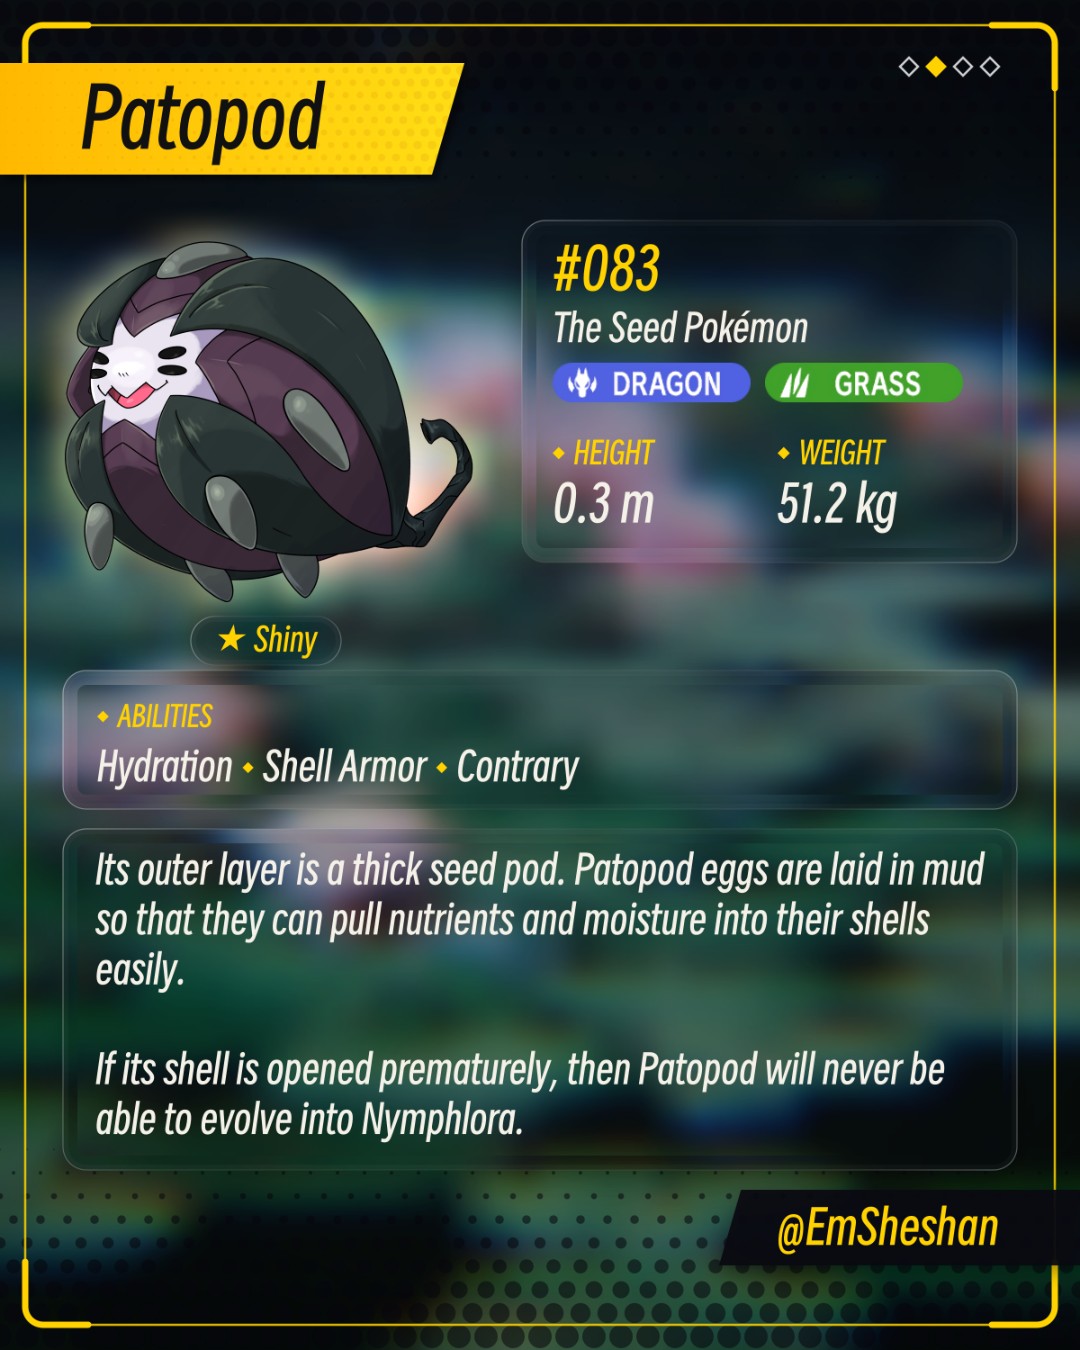 Patopod
#083
The Seed Pokémon
DRAGON GRASS
HEIGHT WEIGHT
0.3 m 51.2 kg
★ Shiny
ABILITIES
Hydration • Shell Armor • Contrary
Its outer layer is a thick seed pod. Patopod eggs are laid in mud
so that they can pull nutrients and moisture into their shells
easily.
If its shell is opened prematurely, then Patopod will never be
able to evolve into Nymphlora.
@EmSheshan